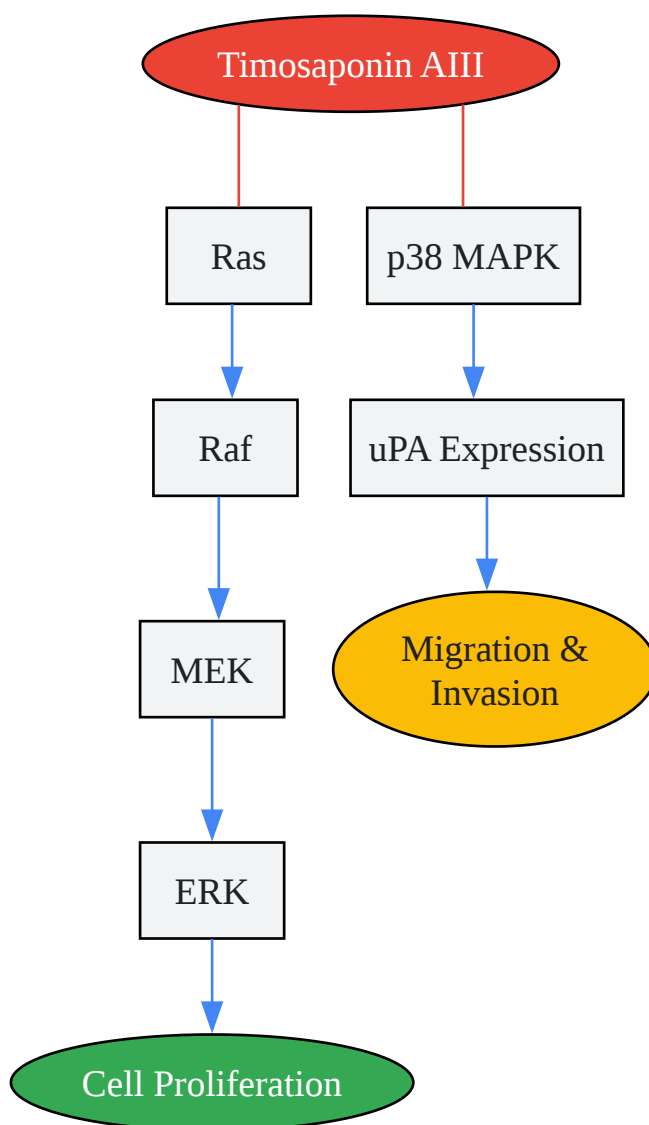 Timosaponin AIII
Ras
p38 MAPK
Raf
uPA Expression
MEK
Migration &
Invasion
ERK
Cell Proliferation